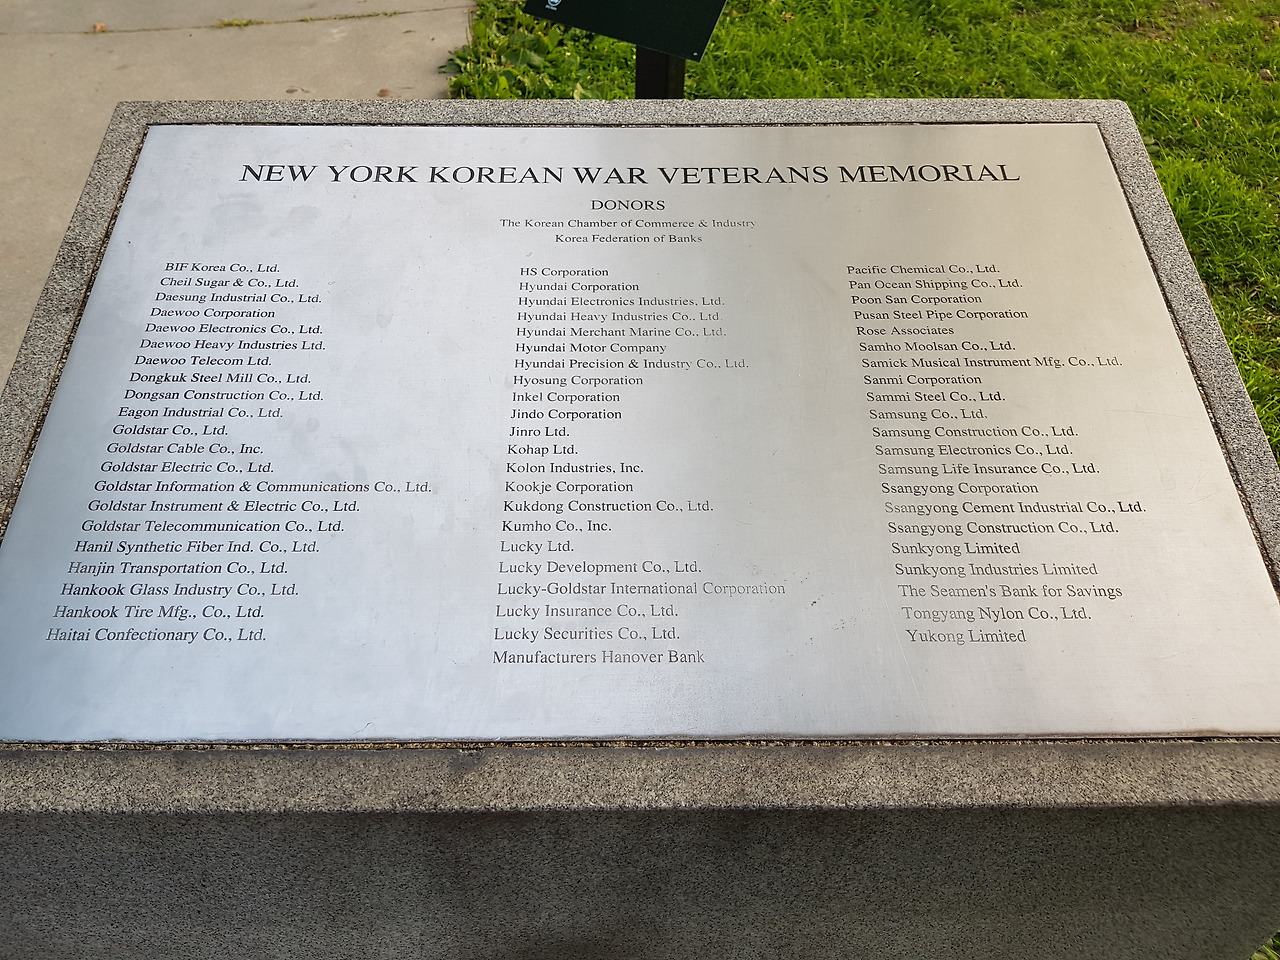 NEW YORK KOREAN WAR VETERANS MEMORIAL
DONORS
The Korean Chamber of Commerce & Industry
Korea Federation of Banks
BIF Korea Co., Ltd.
Cheil Sugar & Co., Ltd.
Daesung Industrial Co., Ltd.
Daewoo Corporation
Daewoo Electronics Co., Ltd.
Daewoo Heavy Industries Ltd.
Daewoo Telecom Ltd.
Dongkuk Steel Mill Co., Ltd.
Dongsan Construction Co., Ltd.
Eagon Industrial Co., Ltd.
Goldstar Co., Ltd.
Goldstar Cable Co., Inc.
Goldstar Electric Co., Ltd.
Goldstar Information & Communications Co., Ltd.
Goldstar Instrument & Electric Co., Ltd.
Goldstar Telecommunication Co., Ltd.
Hanil Synthetic Fiber Ind. Co., Ltd.
Hanjin Transportation Co., Ltd.
Hankook Glass Industry Co., Ltd.
Hankook Tire Mfg., Co., Ltd.
Haitai Confectionary Co., Ltd.
HS Corporation
Hyundai Corporation
Hyundai Electronics Industries, Ltd.
Hyundai Heavy Industries Co., Ltd.
Hyundai Merchant Marine Co., Ltd.
Hyundai Motor Company
Hyundai Precision & Industry Co., Ltd.
Hyosung Corporation
Inkel Corporation
Jindo Corporation
Jinro Ltd.
Kohap Ltd.
Kolon Industries, Inc.
Kookje Corporation
Kukdong Construction Co., Ltd.
Kumho Co., Inc.
Lucky Ltd.
Lucky Development Co., Ltd.
Lucky-Goldstar International Corporation
Lucky Insurance Co., Ltd.
Lucky Securities Co., Ltd.
Manufacturers Hanover Bank
Pacific Chemical Co., Ltd.
Pan Ocean Shipping Co., Ltd.
Poon San Corporation
Pusan Steel Pipe Corporation
Rose Associates
Samho Moolsan Co., Ltd.
Samick Musical Instrument Mfg. Co., Ltd.
Sanmi Corporation
Sammi Steel Co., Ltd.
Samsung Co., Ltd.
Samsung Construction Co., Ltd.
Samsung Electronics Co., Ltd.
Samsung Life Insurance Co., Ltd.
Ssangyong Corporation
Ssangyong Cement Industrial Co., Ltd.
Ssangyong Construction Co., Ltd.
Sunkyong Limited
Sunkyong Industries Limited
The Seamen's Bank for Savings
Tongyang Nylon Co., Ltd.
Yukong Limited